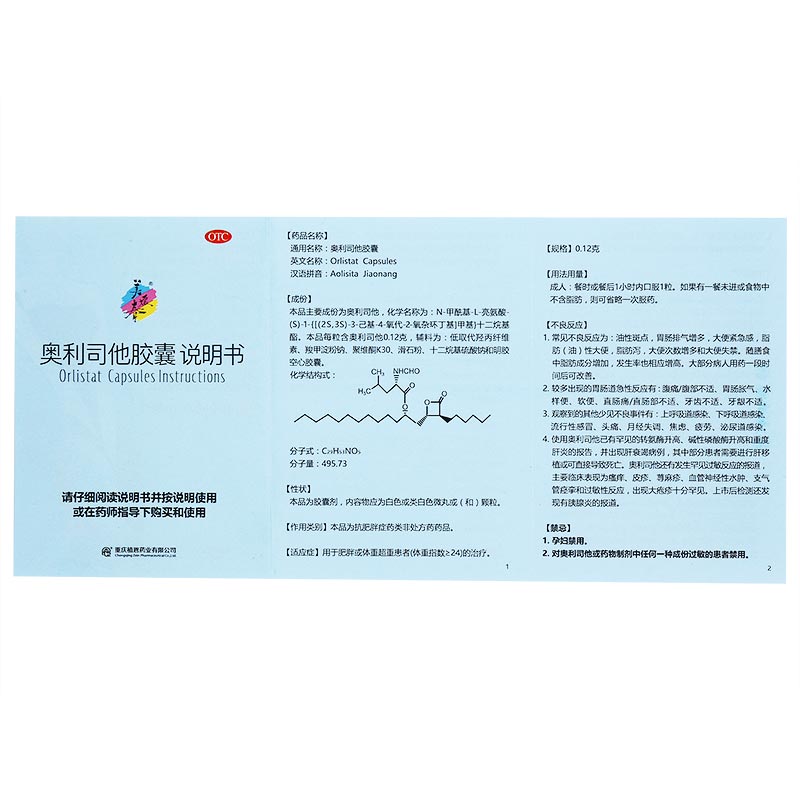 OTC
奥利司他胶囊 说明书
Orlistat Capsules Instructions
请仔细阅读说明书并按说明使用
或在药师指导下购买和使用
重庆植恩药业有限公司
Chongqing Zein Pharmaceutical Co.,Ltd.
【药品名称】
通用名称：奥利司他胶囊
英文名称：Orlistat Capsules
汉语拼音：Aolisita Jiaonang
【成份】
本品主要成份为奥利司他，化学名称为：N-甲酰基-L-亮氨酸-
(S)-1-{[(2S,3S)-3-己基-4-氧代-2-氧杂环丁基]甲基}十二烷基
酯。本品每粒含奥利司他0.12克，辅料为：低取代羟丙纤维
素、羧甲淀粉钠、聚维酮K30、滑石粉、十二烷基硫酸钠和明胶
空心胶囊。
化学结构式：
CH₃ NHCHO
H₃C
O
O O
O
分子式：C₂₉H₅₃NO₅
分子量：495.73
【性状】
本品为胶囊剂，内容物应为白色或类白色微丸或（和）颗粒。
【作用类别】本品为抗肥胖症药类非处方药药品。
【适应症】用于肥胖或体重超重患者(体重指数≥24)的治疗。
1
【规格】0.12克
【用法用量】
成人：餐时或餐后1小时内口服1粒。如果有一餐未进或食物中
不含脂肪，则可省略一次服药。
【不良反应】
1. 常见不良反应为：油性斑点，胃肠排气增多，大便紧急感，脂
肪（油）性大便，脂肪泻，大便次数增多和大便失禁。随膳食
中脂肪成分增加，发生率也相应增高。大部分病人用药一段时
间后可改善。
2. 较多出现的胃肠道急性反应有：腹痛/腹部不适、胃肠胀气、水
样便、软便、直肠痛/直肠部不适、牙齿不适、牙龈不适。
3. 观察到的其他少见不良事件有：上呼吸道感染、下呼吸道感染、
流行性感冒、头痛、月经失调、焦虑、疲劳、泌尿道感染。
4. 使用奥利司他已有罕见的转氨酶升高、碱性磷酸酶升高和重度
肝炎的报告，并出现肝衰竭病例，其中部分患者需要进行肝移
植或可直接导致死亡。奥利司他还有发生罕见过敏反应的报道，
主要临床表现为瘙痒、皮疹、荨麻疹、血管神经性水肿、支气
管痉挛和过敏性反应，出现大疱疹十分罕见。上市后检测还发
现有胰腺炎的报道。
【禁忌】
1. 孕妇禁用。
2. 对奥利司他或药物制剂中任何一种成份过敏的患者禁用。
2